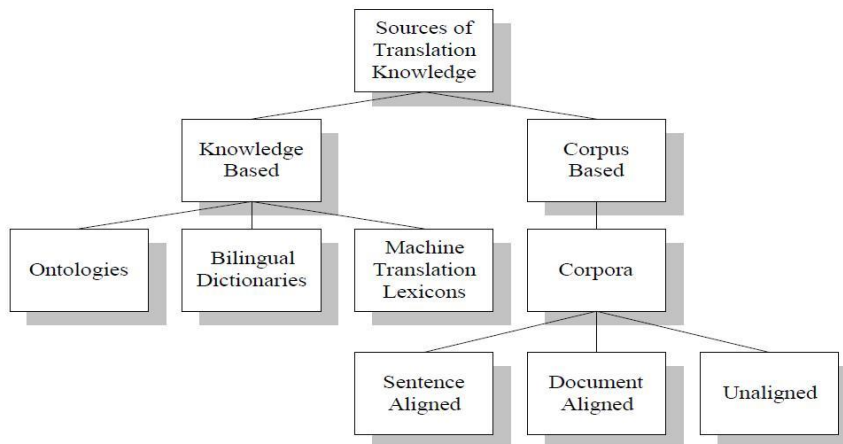 Sources of
Translation
Knowledge
Knowledge
Based
Corpus
Based
Ontologies
Bilingual
Dictionaries
Machine
Translation
Lexicons
Corpora
Sentence
Aligned
Document
Aligned
Unaligned